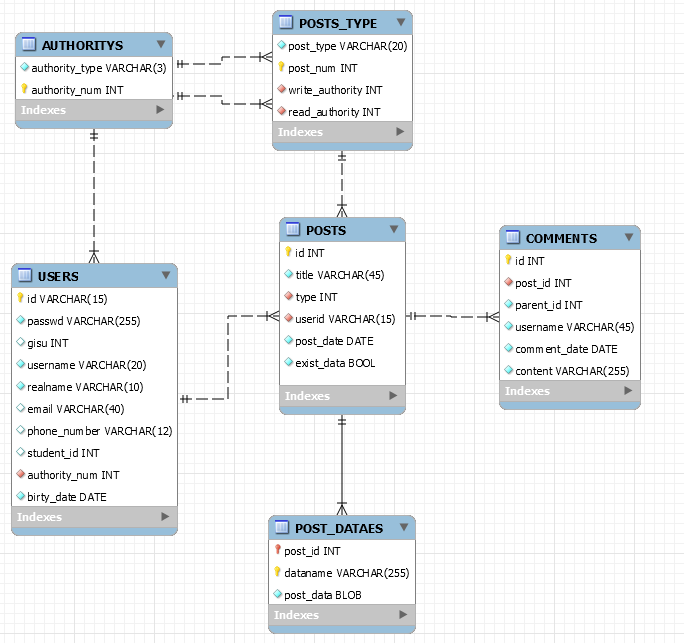 AUTHORITYS
authority_type VARCHAR(3)
authority_num INT
Indexes
POSTS_TYPE
post_type VARCHAR(20)
post_num INT
write_authority INT
read_authority INT
Indexes
USERS
id VARCHAR(15)
passwd VARCHAR(255)
gisu INT
username VARCHAR(20)
realname VARCHAR(10)
email VARCHAR(40)
phone_number VARCHAR(12)
student_id INT
authority_num INT
birty_date DATE
Indexes
POSTS
id INT
title VARCHAR(45)
type INT
userid VARCHAR(15)
post_date DATE
exist_data BOOL
Indexes
COMMENTS
id INT
post_id INT
parent_id INT
username VARCHAR(45)
comment_date DATE
content VARCHAR(255)
Indexes
POST_DATAES
post_id INT
dataname VARCHAR(255)
post_data BLOB
Indexes